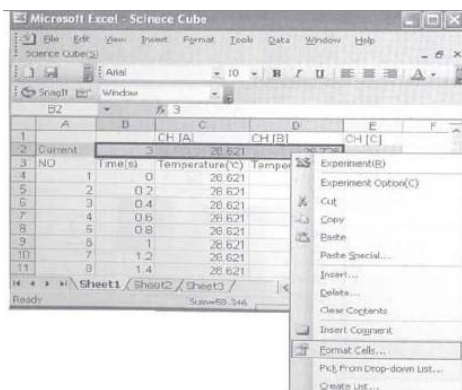 Microsoft Excel - Scinece Cube
File Edit View Insert Format Tools Data Window Help
Science Cube(S)
Arial 10 B I U A
SnagIt Window
B2 fx 3
A B C D E F
1 CH [A] CH [B] CH [C]
2 Current 3 28.621 28.726
3 NO Time(s) Temperature(℃) Temper
4 1 0 28.621
5 2 0.2 28.621
6 3 0.4 28.621
7 4 0.6 28.621
8 5 0.8 28.621
9 6 1 28.621
10 7 1.2 28.621
11 8 1.4 28.621
Sheet1 / Sheet2 / Sheet3 /
Ready Sum=60.346
Experiment(R)
Experiment Option(C)
Cut
Copy
Paste
Paste Special...
Insert...
Delete...
Clear Contents
Insert Comment
Format Cells...
Pick From Drop-down List...
Create List...